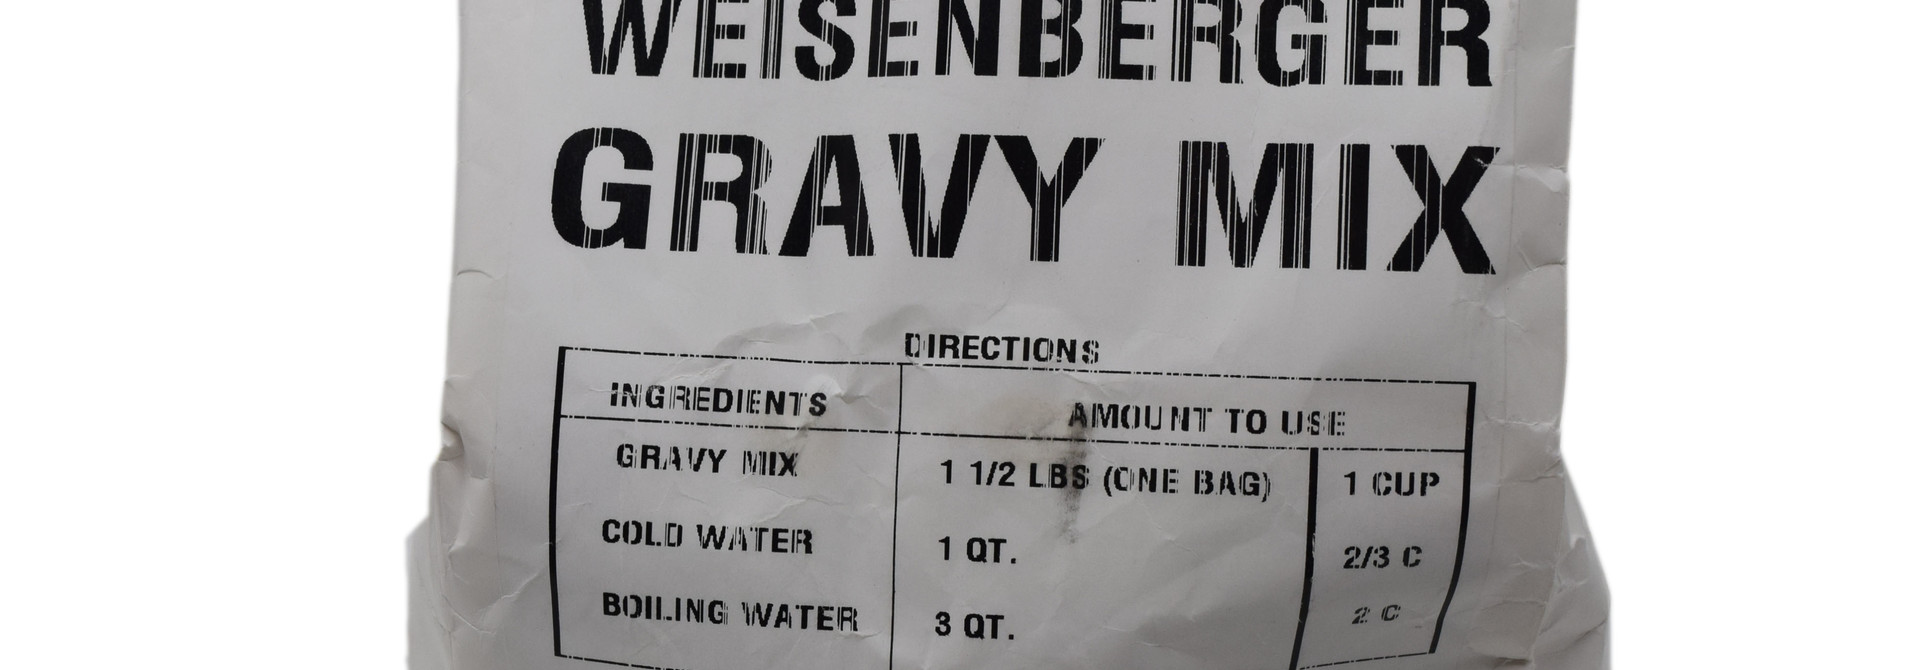 WEISENBERGER
GRAVY MIX
DIRECTIONS
INGREDIENTS AMOUNT TO USE
GRAVY MIX 1 1/2 LBS (ONE BAG) 1 CUP
COLD WATER 1 QT. 2/3 C
BOILING WATER 3 QT. 2 C